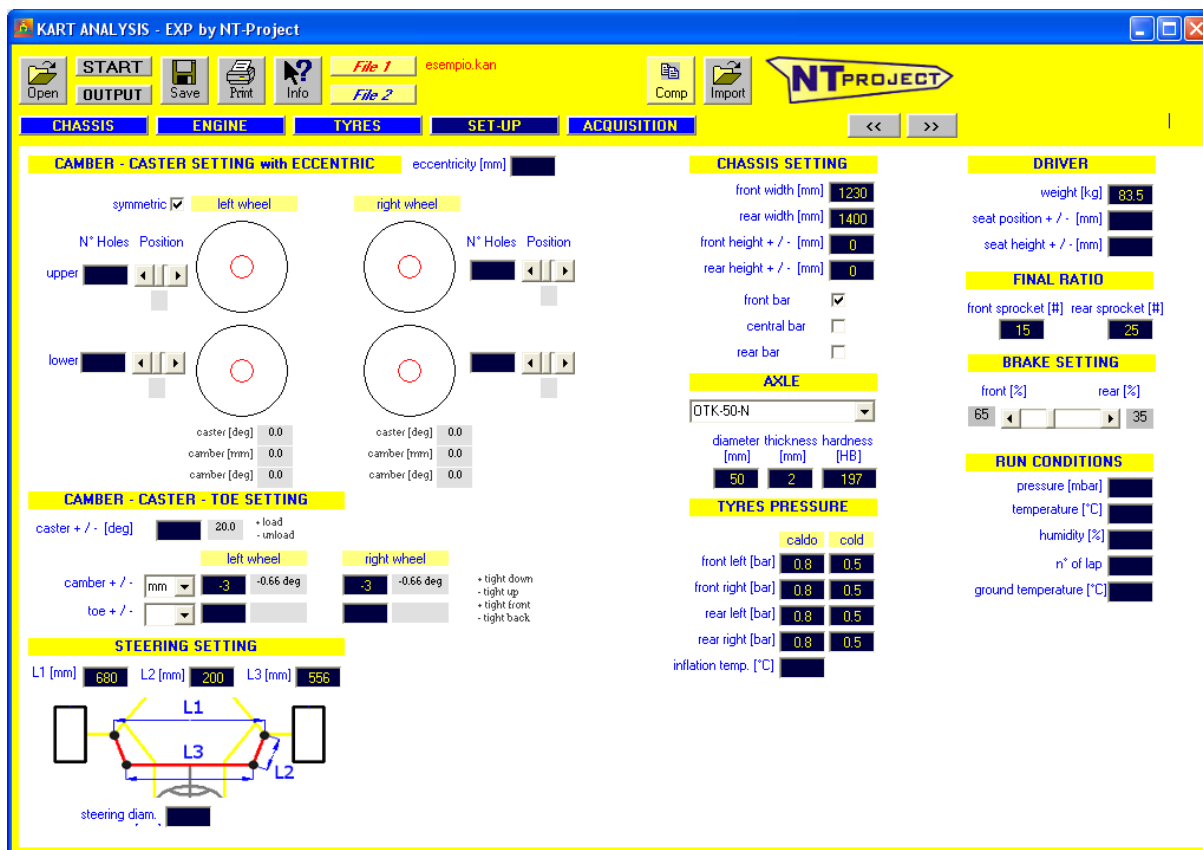 KART ANALYSIS - EXP by NT-Project
Open
START
OUTPUT
Save
Print
Info
File 1
File 2
esempio.kan
Comp
Import
NTPROJECT
CHASSIS
ENGINE
TYRES
SET-UP
ACQUISITION
<<
>>
CAMBER - CASTER SETTING with ECCENTRIC
eccentricity [mm]
symmetric
left wheel
right wheel
N° Holes Position
N° Holes Position
upper
lower
caster [deg] 0.0
caster [deg] 0.0
camber [mm] 0.0
camber [mm] 0.0
camber [deg] 0.0
camber [deg] 0.0
CAMBER - CASTER - TOE SETTING
caster + / - [deg]
20.0
+ load
- unload
left wheel
right wheel
camber + / -
mm
-3
-0.66 deg
-3
-0.66 deg
toe + / -
+ tight down
- tight up
+ tight front
- tight back
STEERING SETTING
L1 [mm] 680
L2 [mm] 200
L3 [mm] 556
L1
L3
L2
steering diam.
CHASSIS SETTING
front width [mm] 1230
rear width [mm] 1400
front height + / - [mm] 0
rear height + / - [mm] 0
front bar
central bar
rear bar
AXLE
OTK-50-N
diameter thickness hardness
[mm] [mm] [HB]
50 2 197
TYRES PRESSURE
caldo cold
front left [bar] 0.8 0.5
front right [bar] 0.8 0.5
rear left [bar] 0.8 0.5
rear right [bar] 0.8 0.5
inflation temp. [°C]
DRIVER
weight [kg] 83.5
seat position + / - [mm]
seat height + / - [mm]
FINAL RATIO
front sprocket [#] rear sprocket [#]
15 25
BRAKE SETTING
front [%] rear [%]
65 35
RUN CONDITIONS
pressure [mbar]
temperature [°C]
humidity [%]
n° of lap
ground temperature [°C]